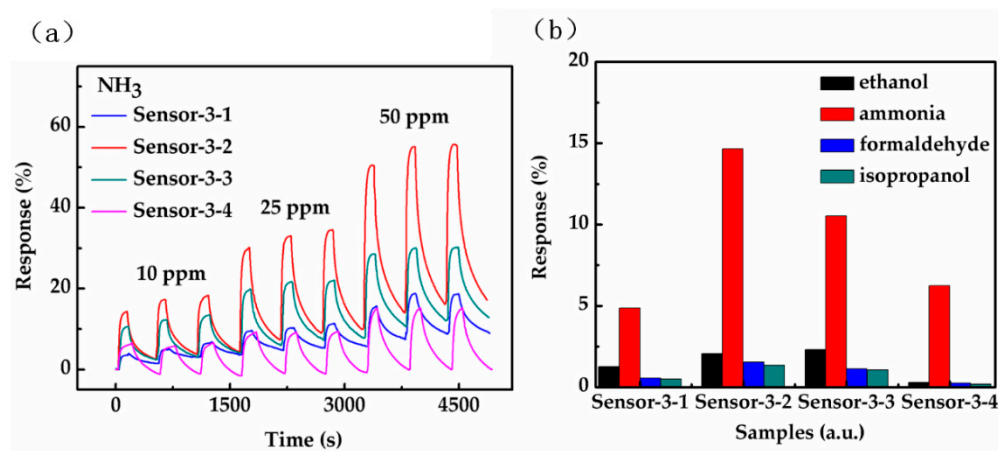 (a)
NH3
Sensor-3-1
Sensor-3-2
Sensor-3-3
Sensor-3-4
10 ppm
25 ppm
50 ppm
Response (%)
60
40
20
0
0 1500 3000 4500
Time (s)
(b)
ethanol
ammonia
formaldehyde
isopropanol
Response (%)
20
15
10
5
0
Sensor-3-1 Sensor-3-2 Sensor-3-3 Sensor-3-4
Samples (a.u.)